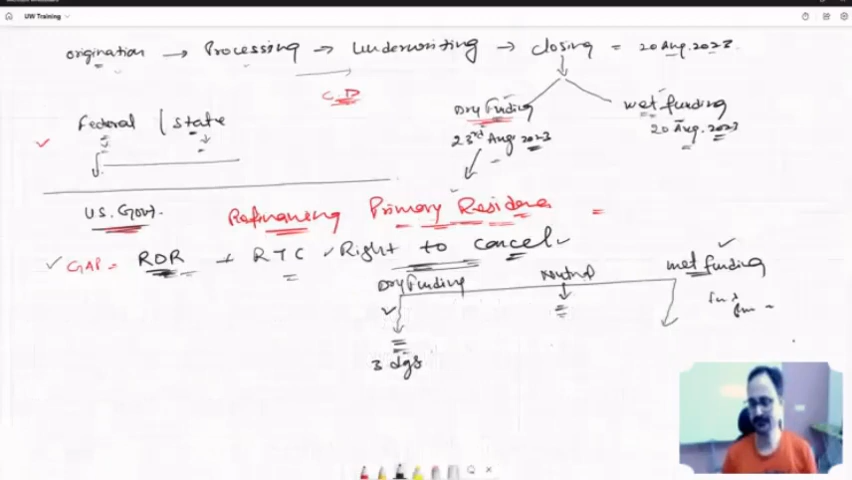 UW Training
origination → Processing → Underwriting → closing = 20 Aug. 2023
C.D
Dry Funding
wet funding
Federal | State
23rd Aug 2023
20 Aug. 2023
U.S. Govt.
Refinancing Primary Residence =
GAP = ROR + RTC ✓ Right to cancel ✓
Dry Funding
Neutral
wet funding
3 dys